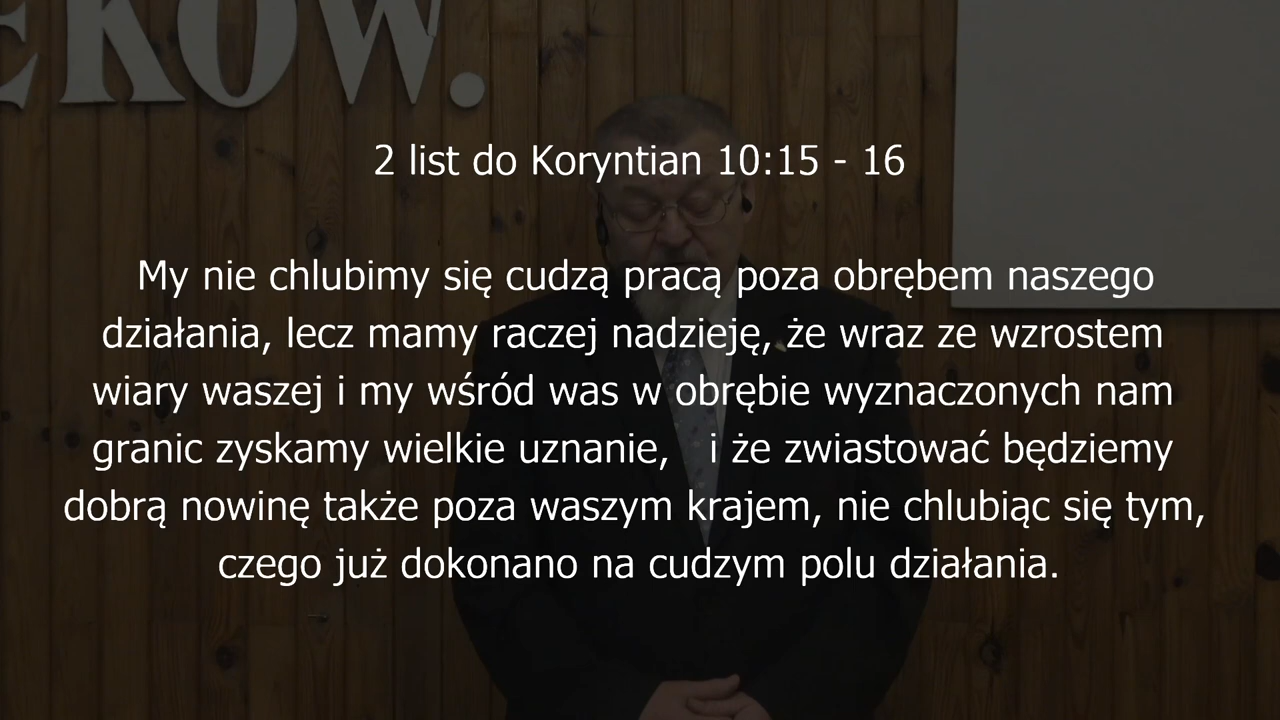 EKÓW.
2 list do Koryntian 10:15 - 16
My nie chlubimy się cudzą pracą poza obrębem naszego
działania, lecz mamy raczej nadzieję, że wraz ze wzrostem
wiary waszej i my wśród was w obrębie wyznaczonych nam
granic zyskamy wielkie uznanie, i że zwiastować będziemy
dobrą nowinę także poza waszym krajem, nie chlubiąc się tym,
czego już dokonano na cudzym polu działania.